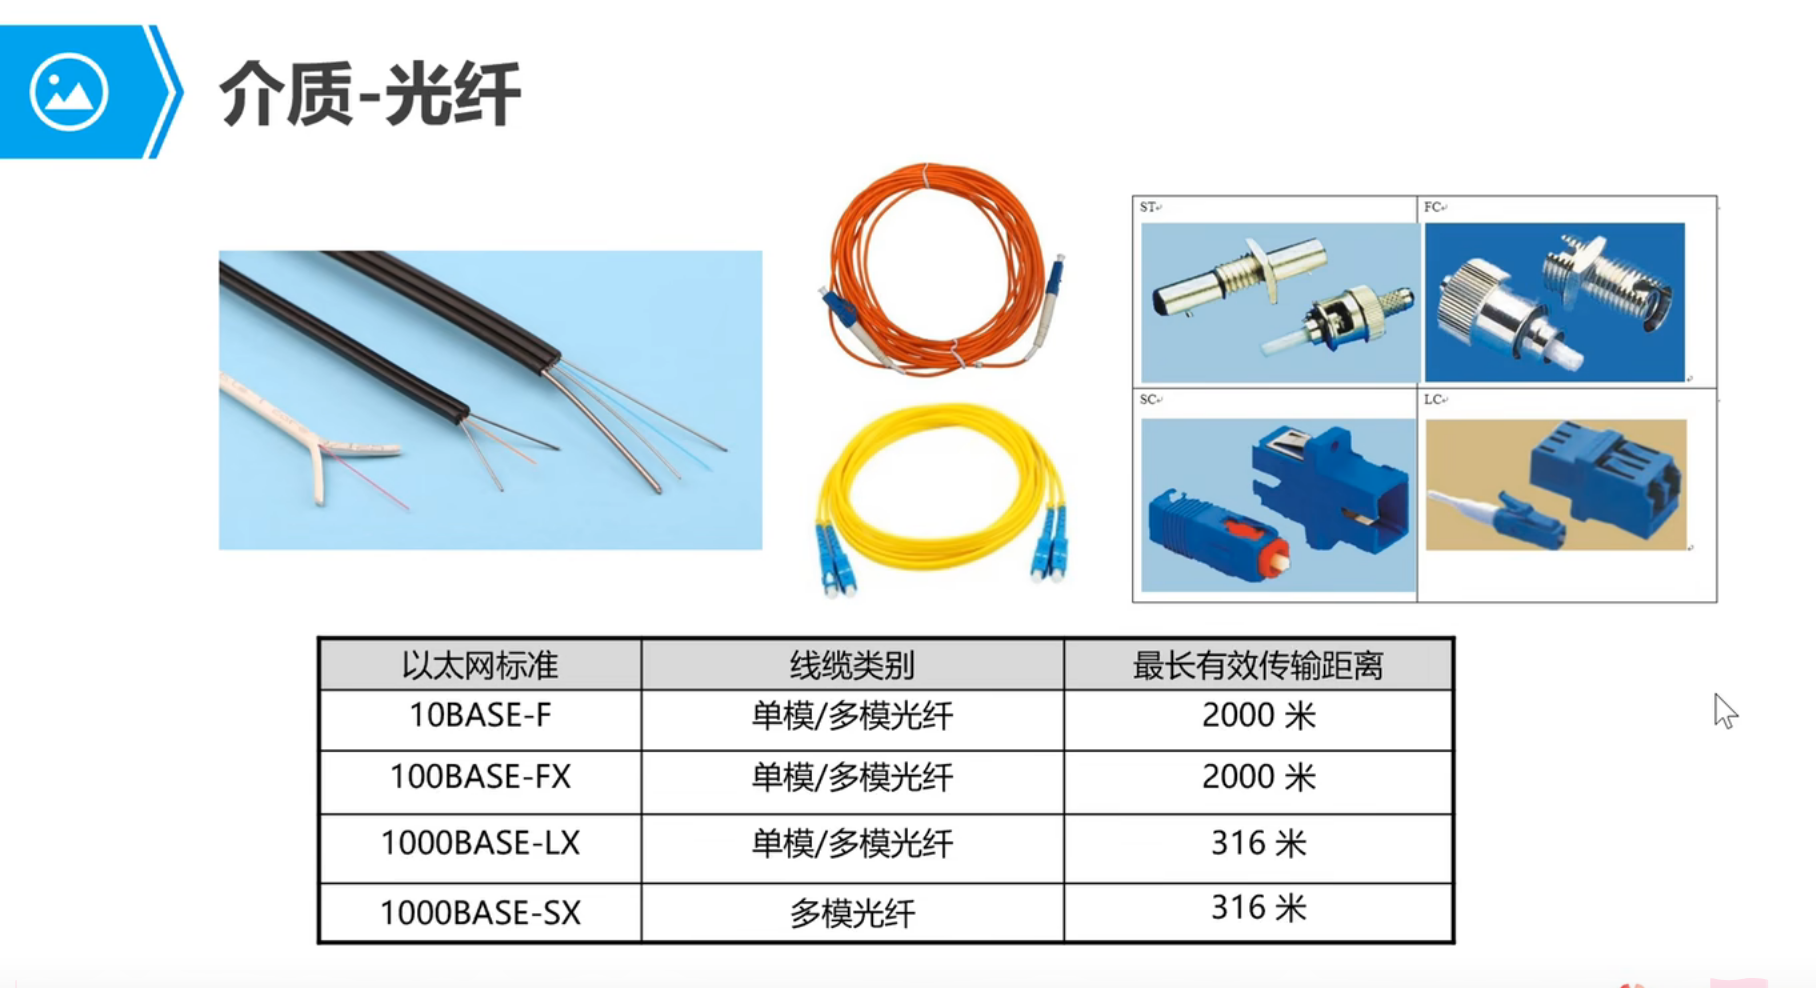 介质-光纤
ST
FC
SC
LC
以太网标准 线缆类别 最长有效传输距离
10BASE-F 单模/多模光纤 2000 米
100BASE-FX 单模/多模光纤 2000 米
1000BASE-LX 单模/多模光纤 316 米
1000BASE-SX 多模光纤 316 米